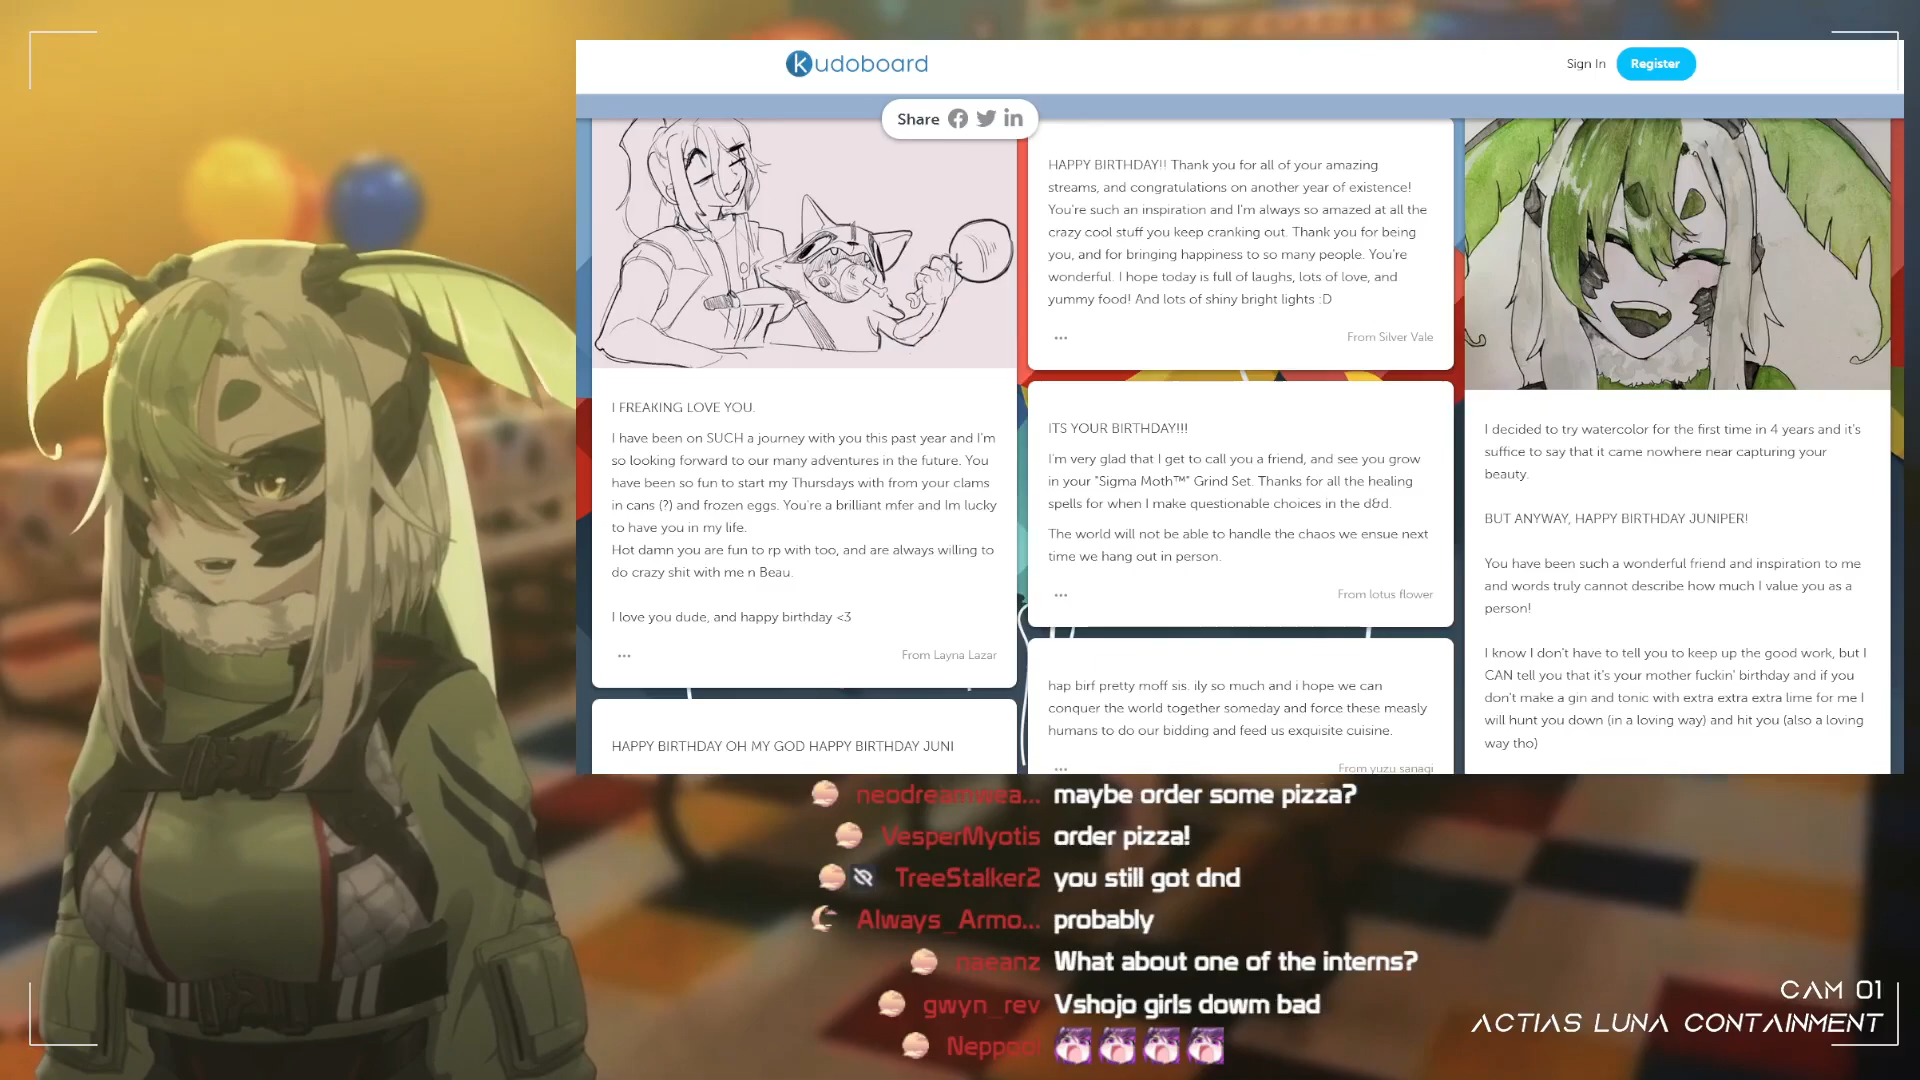 kudoboard
Sign In
Register
Share
I FREAKING LOVE YOU.
I have been on SUCH a journey with you this past year and I'm
so looking forward to our many adventures in the future. You
have been so fun to start my Thursdays with from your clams
in cans (?) and frozen eggs. You're a brilliant mfer and Im lucky
to have you in my life.
Hot damn you are fun to rp with too, and are always willing to
do crazy shit with me n Beau.
I love you dude, and happy birthday <3
From Layna Lazar
HAPPY BIRTHDAY OH MY GOD HAPPY BIRTHDAY JUNI
HAPPY BIRTHDAY!! Thank you for all of your amazing
streams, and congratulations on another year of existence!
You're such an inspiration and I'm always so amazed at all the
crazy cool stuff you keep cranking out. Thank you for being
you, and for bringing happiness to so many people. You're
wonderful. I hope today is full of laughs, lots of love, and
yummy food! And lots of shiny bright lights :D
From Silver Vale
ITS YOUR BIRTHDAY!!!
I'm very glad that I get to call you a friend, and see you grow
in your "Sigma Moth™" Grind Set. Thanks for all the healing
spells for when I make questionable choices in the d&d.
The world will not be able to handle the chaos we ensue next
time we hang out in person.
From lotus flower
hap birf pretty moff sis. ily so much and i hope we can
conquer the world together someday and force these measly
humans to do our bidding and feed us exquisite cuisine.
From yuzu sanagi
I decided to try watercolor for the first time in 4 years and it's
suffice to say that it came nowhere near capturing your
beauty.
BUT ANYWAY, HAPPY BIRTHDAY JUNIPER!
You have been such a wonderful friend and inspiration to me
and words truly cannot describe how much I value you as a
person!
I know I don't have to tell you to keep up the good work, but I
CAN tell you that it's your mother fuckin' birthday and if you
don't make a gin and tonic with extra extra extra lime for me I
will hunt you down (in a loving way) and hit you (also a loving
way tho)
neodreamwea... maybe order some pizza?
VesperMyotis order pizza!
TreeStalker2 you still got dnd
Always_Armo... probably
naeanz What about one of the interns?
gwyn_rev Vshojo girls dowm bad
CAM 01
ACTIAS LUNA CONTAINMENT